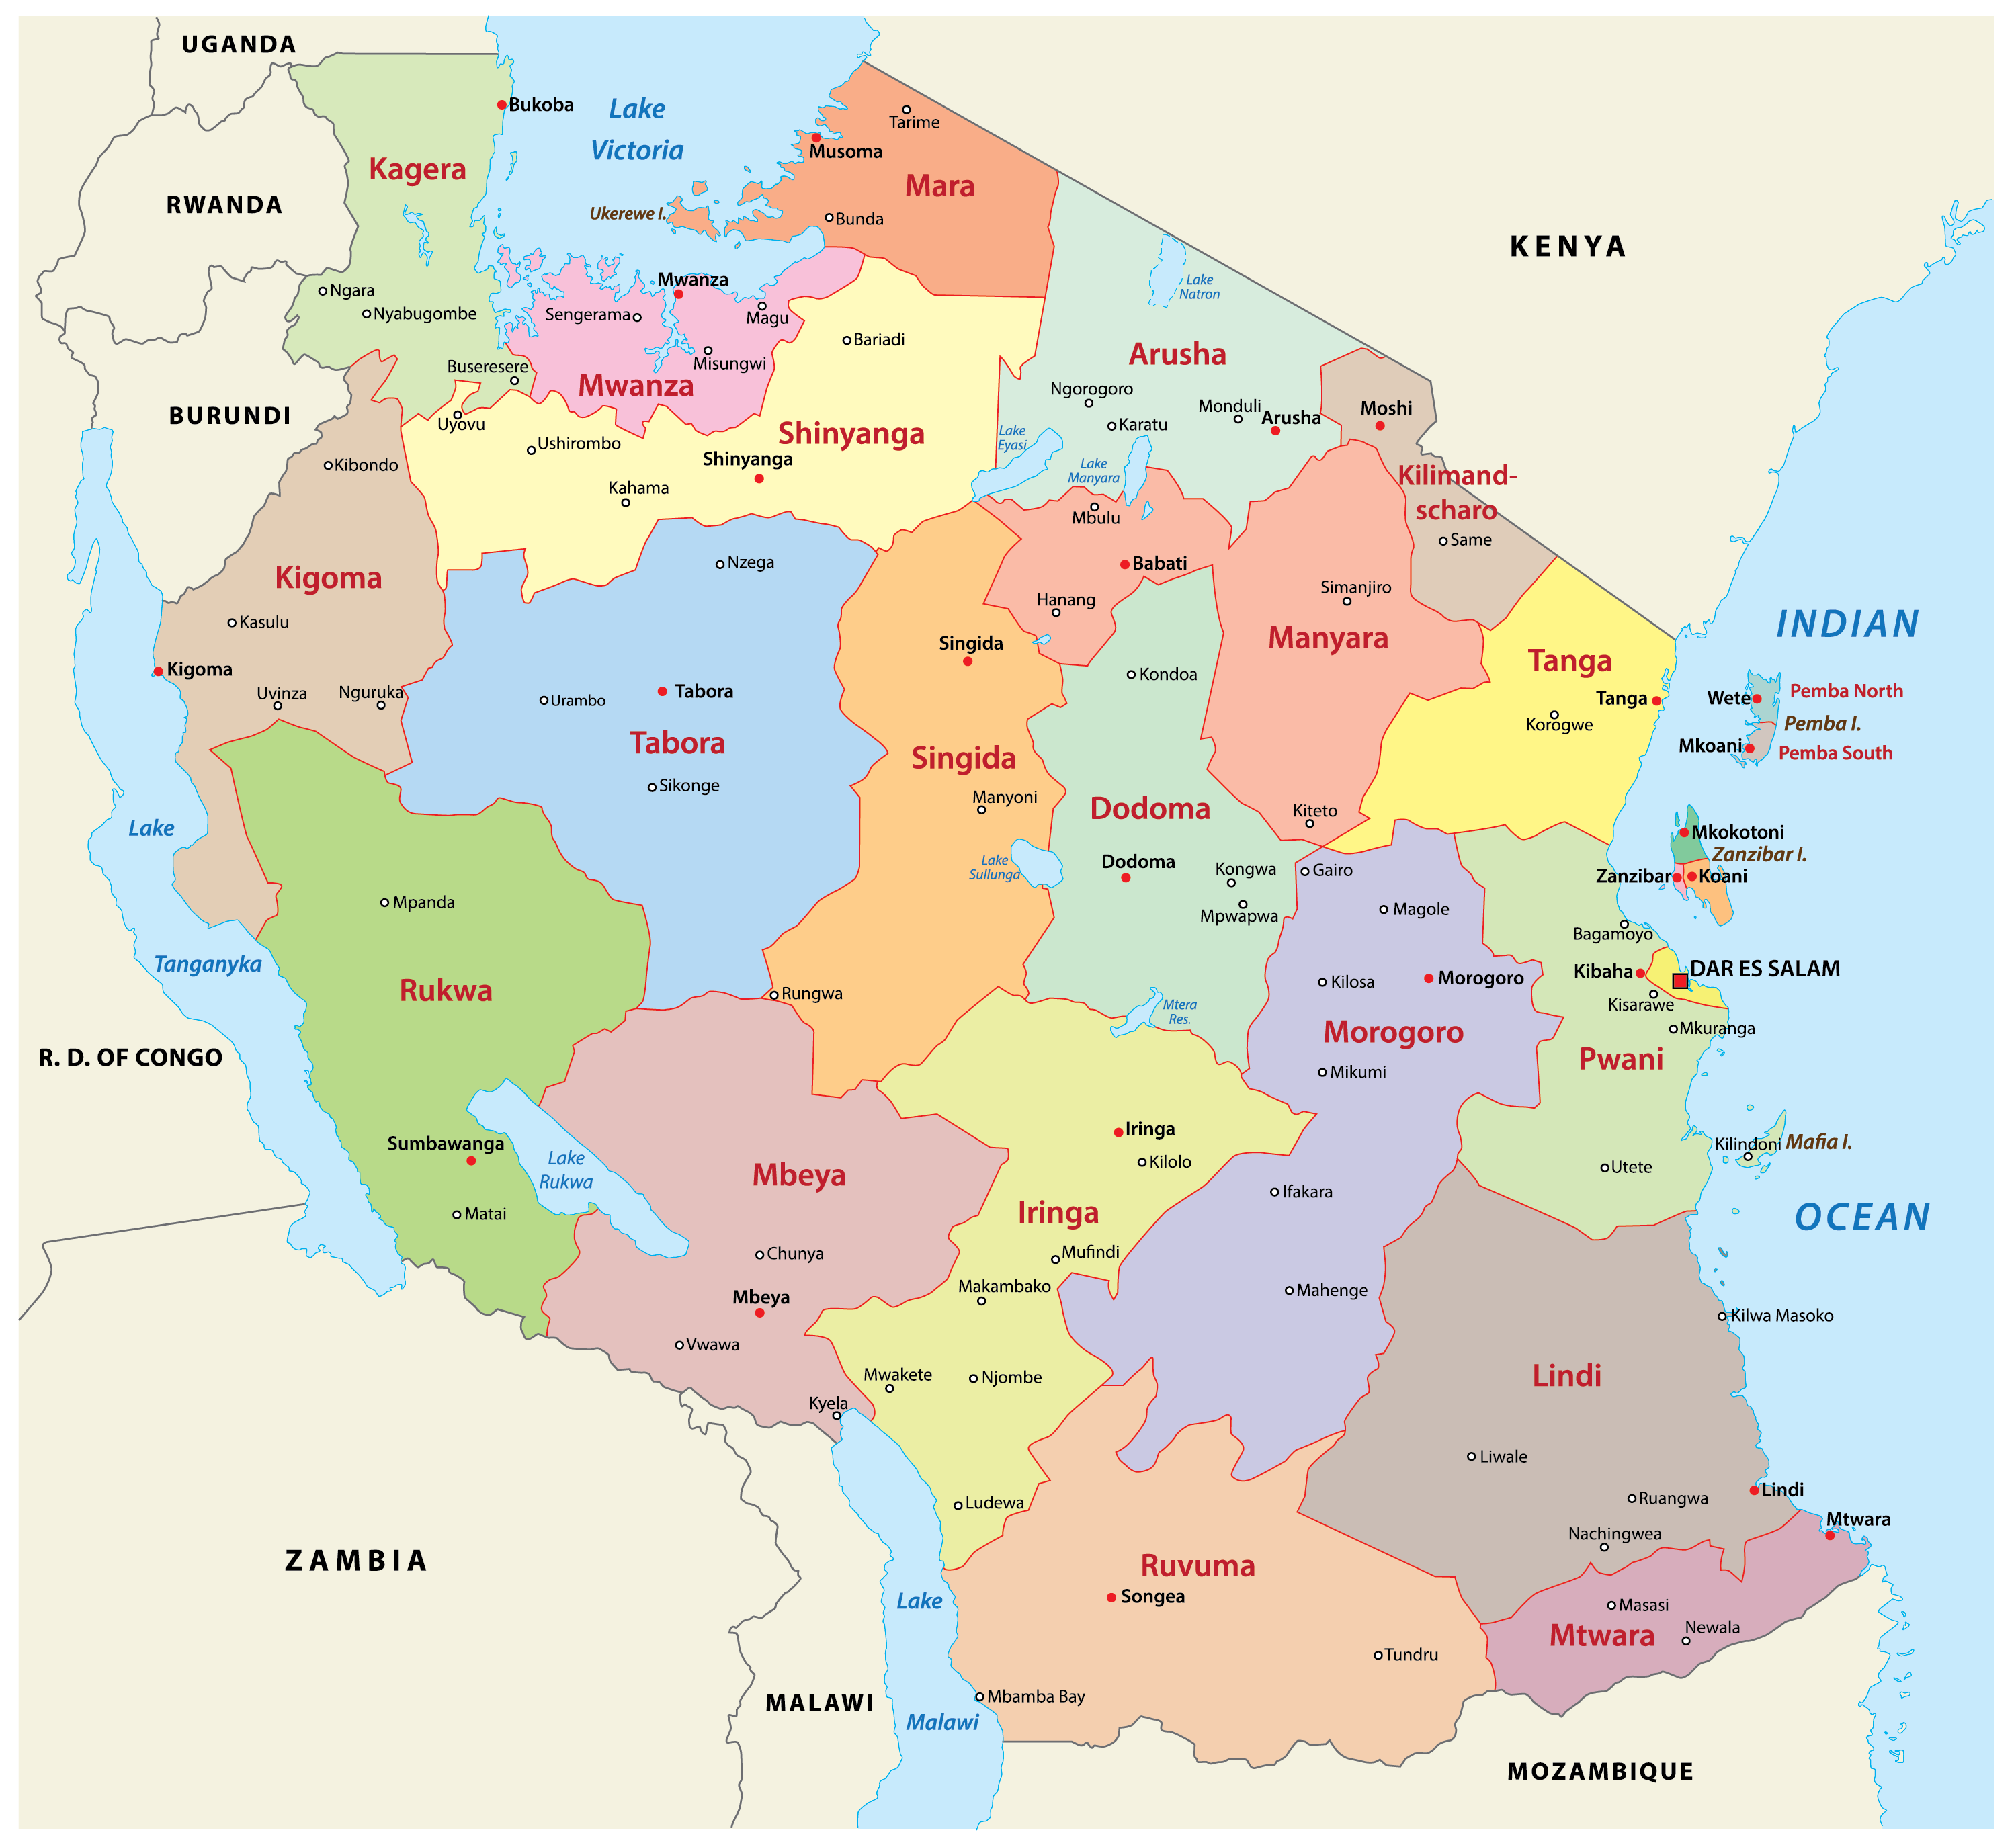 UGANDA
Bukoba
Lake
Victoria
Tarime
Musoma
Kagera
Mara
RWANDA
Ukerewe I.
Bunda
KENYA
Mwanza
Lake
Natron
Ngara
Nyabugombe
Sengerama
Magu
Bariadi
Misungwi
Arusha
Buseresere
Mwanza
Ngorogoro
BURUNDI
Uyovu
Monduli
Arusha
Moshi
Karatu
Shinyanga
Ushirombo
Lake
Eyasi
Shinyanga
Kibondo
Lake
Manyara
Kilimand-
scharo
Kahama
Mbulu
Same
Nzega
Babati
Kigoma
Simanjiro
Hanang
Kasulu
INDIAN
Singida
Manyara
Tanga
Kigoma
Kondoa
Uvinza
Nguruka
Urambo
Tabora
Tanga
Wete
Pemba North
Korogwe
Pemba I.
Tabora
Singida
Mkoani
Pemba South
Sikonge
Manyoni
Dodoma
Kiteto
Lake
Mkokotoni
Zanzibar I.
Lake
Sullunga
Dodoma
Kongwa
Gairo
Zanzibar
Koani
Mpanda
Mpwapwa
Magole
Bagamoyo
Tanganyka
Kibaha
DAR ES SALAM
Rukwa
Rungwa
Kilosa
Morogoro
Kisarawe
Mtera
Res.
Mkuranga
Morogoro
R. D. OF CONGO
Pwani
Mikumi
Sumbawanga
Iringa
Kilindoni
Mafia I.
Lake
Rukwa
Mbeya
Kilolo
Utete
Ifakara
Matai
Iringa
OCEAN
Chunya
Mufindi
Makambako
Mahenge
Mbeya
Kilwa Masoko
Vwawa
Mwakete
Njombe
Lindi
Kyela
Liwale
Ludewa
Ruangwa
Lindi
Mtwara
Nachingwea
ZAMBIA
Ruvuma
Lake
Songea
Masasi
Mtwara
Newala
Tundru
MALAWI
Mbamba Bay
Malawi
MOZAMBIQUE